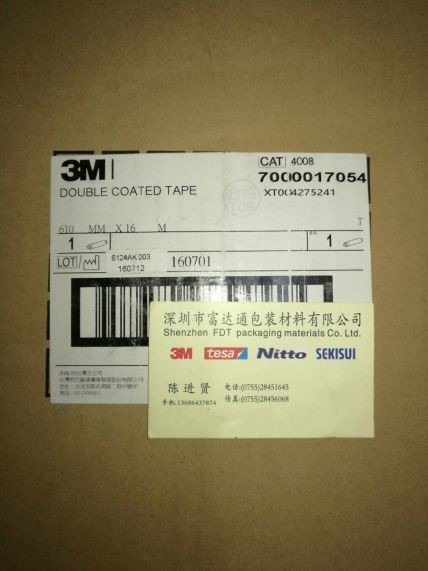 3M
CAT 4008
7000017054
DOUBLE COATED TAPE
XT004275241
610 MM X 16 M
T
1
1
LOT/
6124AK 003
160712
160701
深圳市富达通包装材料有限公司
Shenzhen FDT packaging materials Co. Ltd.
3M tesa Nitto SEKISUI
陈进贤
电话:(0755)28451645
手机:13686437874
传真:(0755)28456068